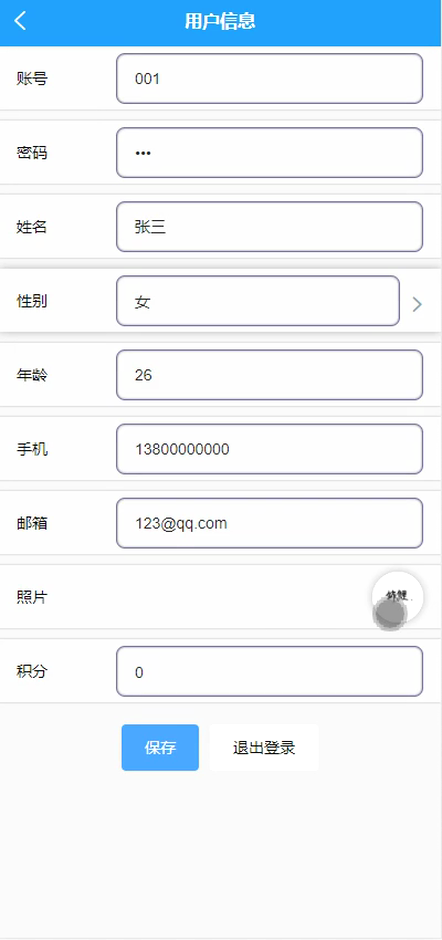 用户信息
账号 001
密码 •••
姓名 张三
性别 女
年龄 26
手机 13800000000
邮箱 123@qq.com
照片
积分 0
保存 退出登录